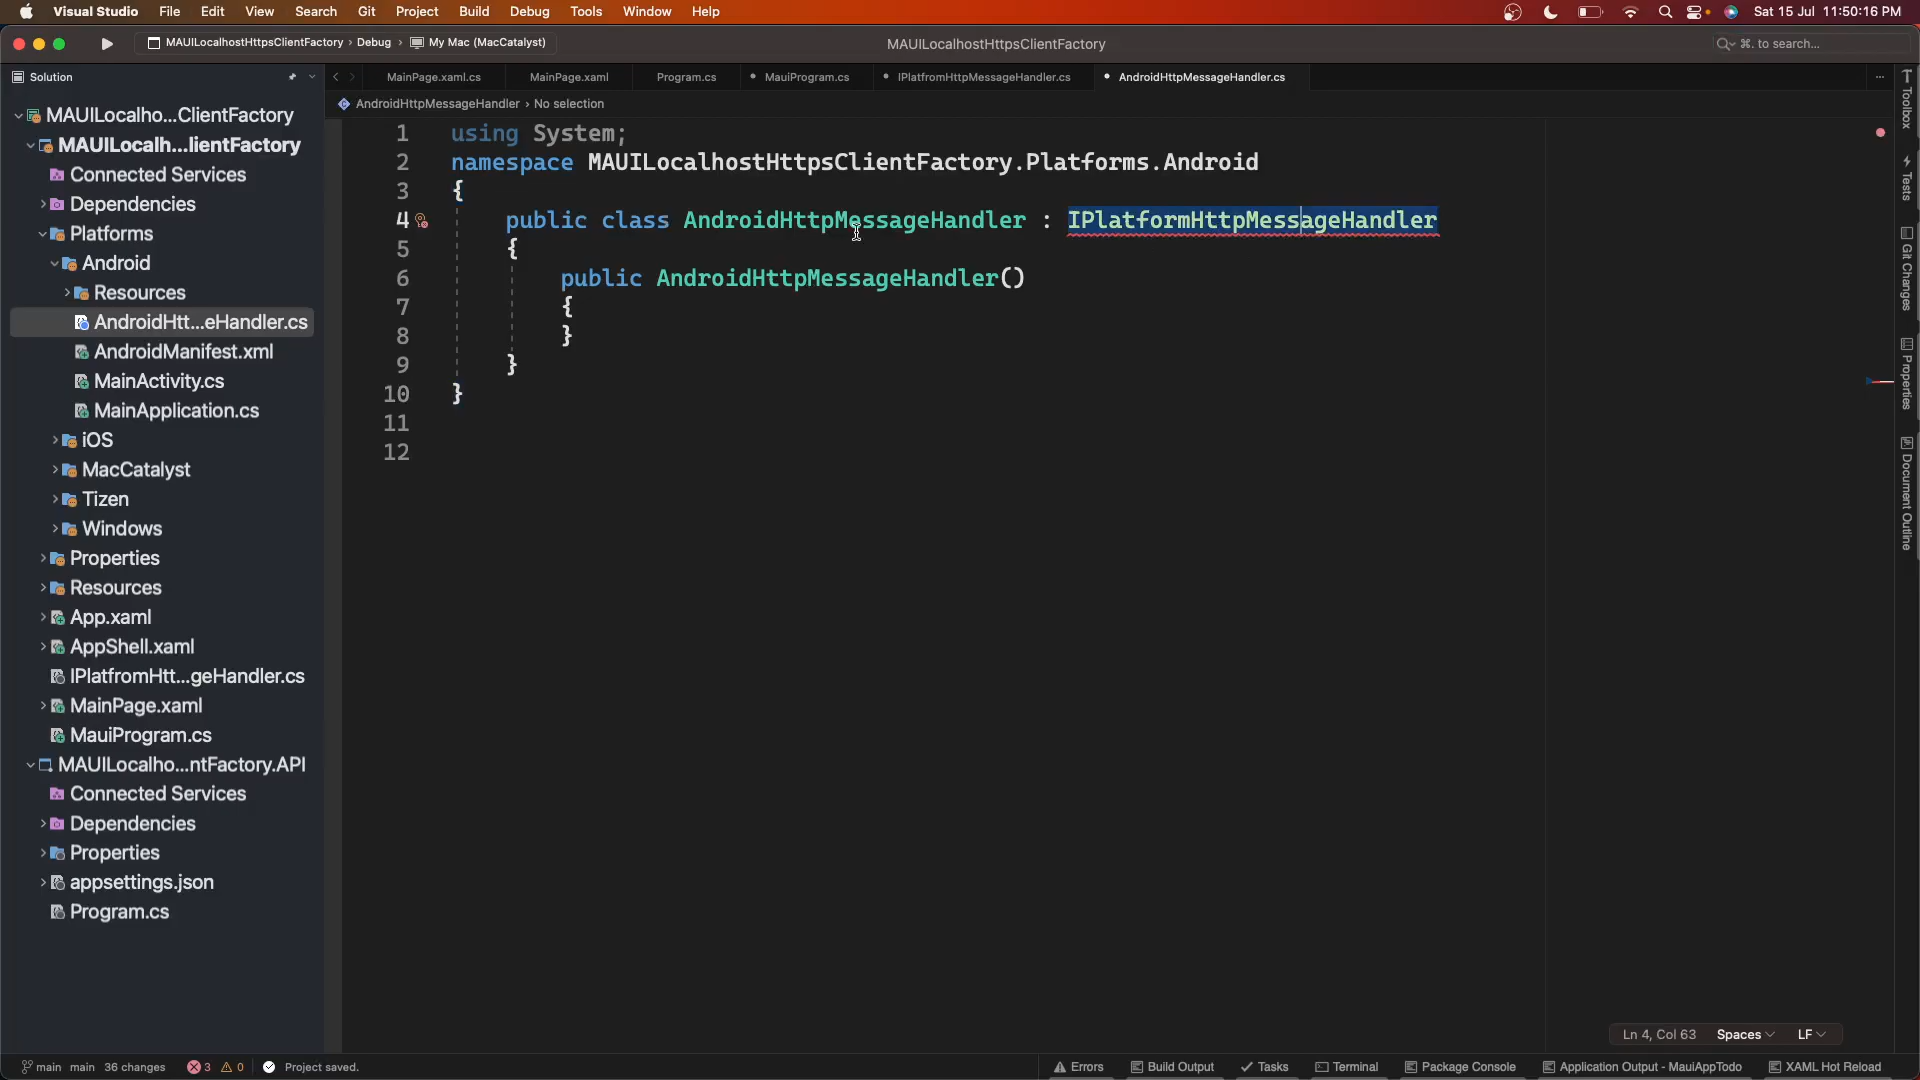 Visual Studio File Edit View Search Git Project Build Debug Tools Window Help Sat 15 Jul 11:50:16 PM
MAUILocalhostHttpsClientFactory › Debug › My Mac (MacCatalyst) MAUILocalhostHttpsClientFactory ⌘. to search...
Solution
MainPage.xaml.cs MainPage.xaml Program.cs MauiProgram.cs IPlatfromHttpMessageHandler.cs AndroidHttpMessageHandler.cs
AndroidHttpMessageHandler › No selection
MAUILocalho...ClientFactory
MAUILocalh...lientFactory
Connected Services
Dependencies
Platforms
Android
Resources
AndroidHtt...eHandler.cs
AndroidManifest.xml
MainActivity.cs
MainApplication.cs
iOS
MacCatalyst
Tizen
Windows
Properties
Resources
App.xaml
AppShell.xaml
IPlatfromHtt...geHandler.cs
MainPage.xaml
MauiProgram.cs
MAUILocalho...ntFactory.API
Connected Services
Dependencies
Properties
appsettings.json
Program.cs
1 using System;
2 namespace MAUILocalhostHttpsClientFactory.Platforms.Android
3 {
4 public class AndroidHttpMessageHandler : IPlatformHttpMessageHandler
5 {
6 public AndroidHttpMessageHandler()
7 {
8 }
9 }
10 }
11
12
Toolbox
Tests
Git Changes
Properties
Document Outline
Ln 4, Col 63 Spaces LF
main main 36 changes 3 0 Project saved. Errors Build Output Tasks Terminal Package Console Application Output - MauiAppTodo XAML Hot Reload